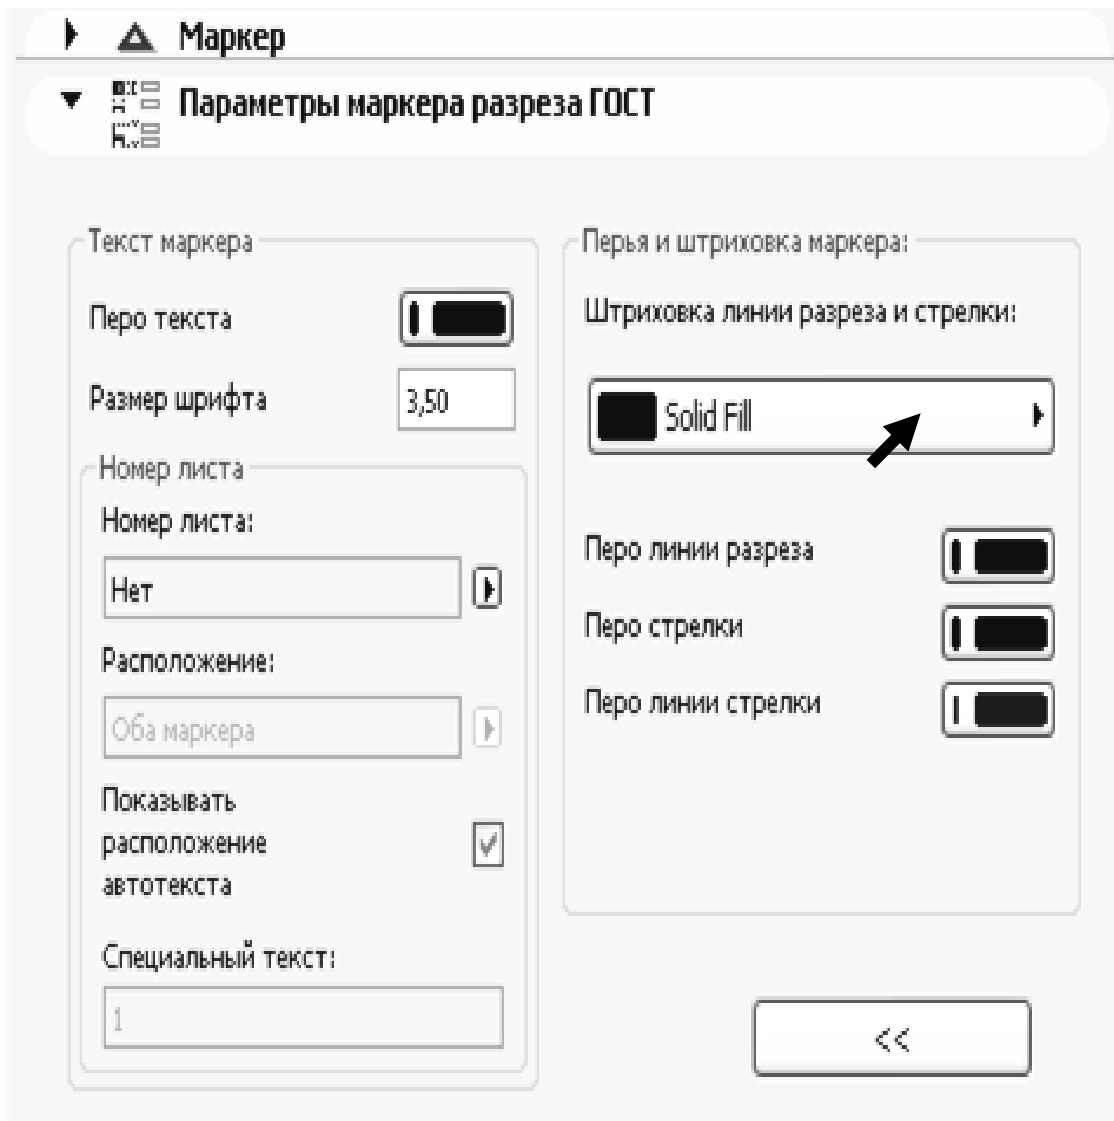 Маркер
Параметры маркера разреза ГОСТ
Текст маркера
Перо текста
Размер шрифта
3,50
Номер листа
Номер листа:
Нет
Расположение:
Оба маркера
Показывать
расположение
автотекста
Специальный текст:
1
Перья и штриховка маркера:
Штриховка линии разреза и стрелки:
Solid Fill
Перо линии разреза
Перо стрелки
Перо линии стрелки
<<